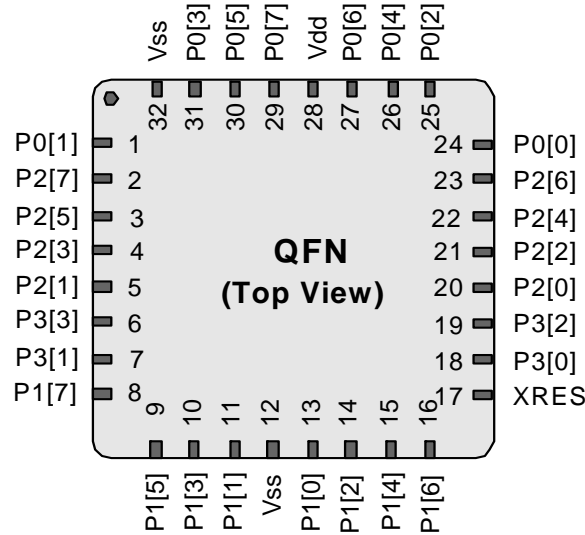 Vss P0[3] P0[5] P0[7] Vdd P0[6] P0[4] P0[2]
32 31 30 29 28 27 26 25
P0[1] 1 24 P0[0]
P2[7] 2 23 P2[6]
P2[5] 3 22 P2[4]
P2[3] 4 21 P2[2]
P2[1] 5 20 P2[0]
P3[3] 6 19 P3[2]
P3[1] 7 18 P3[0]
P1[7] 8 17 XRES
QFN
(Top View)
9 10 11 12 13 14 15 16
P1[5] P1[3] P1[1] Vss P1[0] P1[2] P1[4] P1[6]